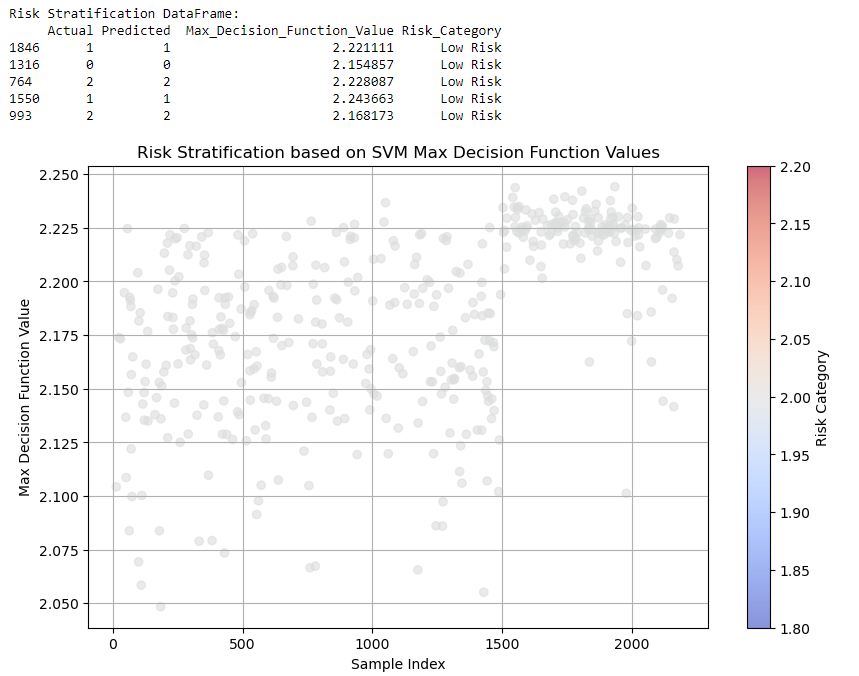 Risk Stratification DataFrame:
Actual Predicted Max_Decision_Function_Value Risk_Category
1846 1 1 2.221111 Low Risk
1316 0 0 2.154857 Low Risk
764 2 2 2.228087 Low Risk
1550 1 1 2.243663 Low Risk
993 2 2 2.168173 Low Risk
Risk Stratification based on SVM Max Decision Function Values
Max Decision Function Value
2.250
2.225
2.200
2.175
2.150
2.125
2.100
2.075
2.050
0 500 1000 1500 2000
Sample Index
2.20
2.15
2.10
2.05
2.00
1.95
1.90
1.85
1.80
Risk Category